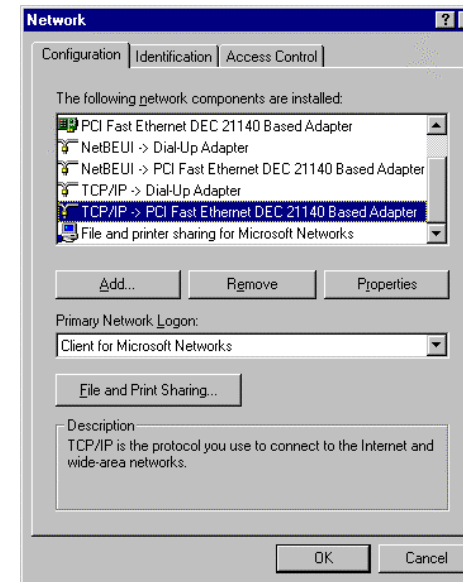 Network
?
Configuration Identification Access Control
The following network components are installed:
PCI Fast Ethernet DEC 21140 Based Adapter
NetBEUI -> Dial-Up Adapter
NetBEUI -> PCI Fast Ethernet DEC 21140 Based Adapter
TCP/IP -> Dial-Up Adapter
TCP/IP -> PCI Fast Ethernet DEC 21140 Based Adapter
File and printer sharing for Microsoft Networks
Add... Remove Properties
Primary Network Logon:
Client for Microsoft Networks
File and Print Sharing...
Description
TCP/IP is the protocol you use to connect to the Internet and
wide-area networks.
OK Cancel